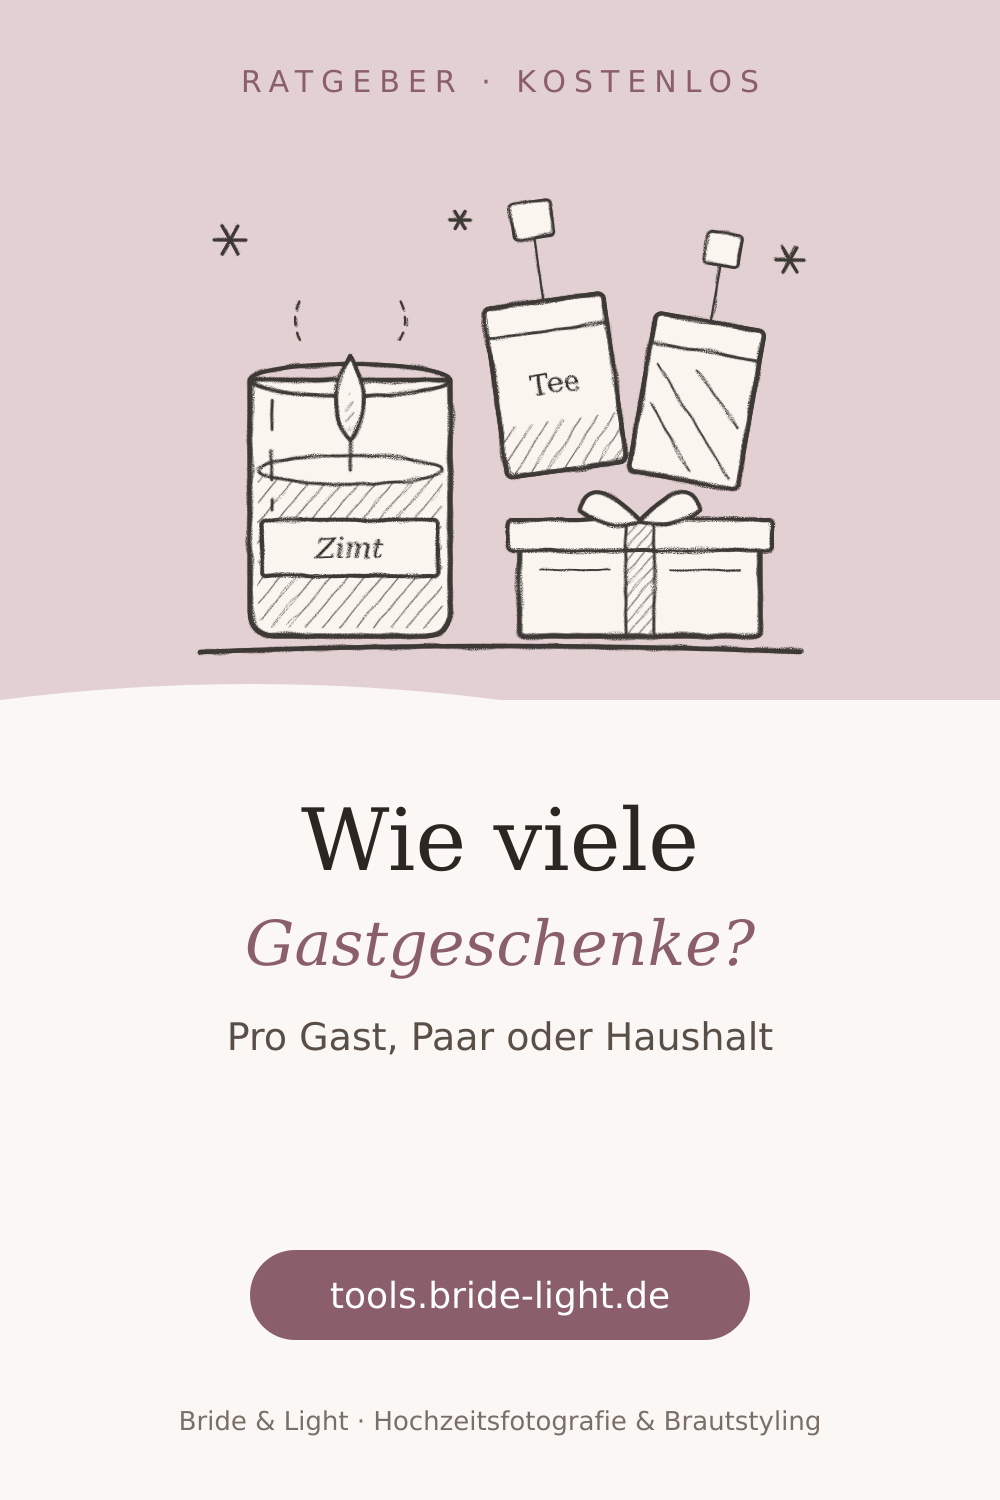 RATGEBER · KOSTENLOS
Tee
Zimt
Wie viele
Gastgeschenke?
Pro Gast, Paar oder Haushalt
tools.bride-light.de
Bride & Light · Hochzeitsfotografie & Brautstyling